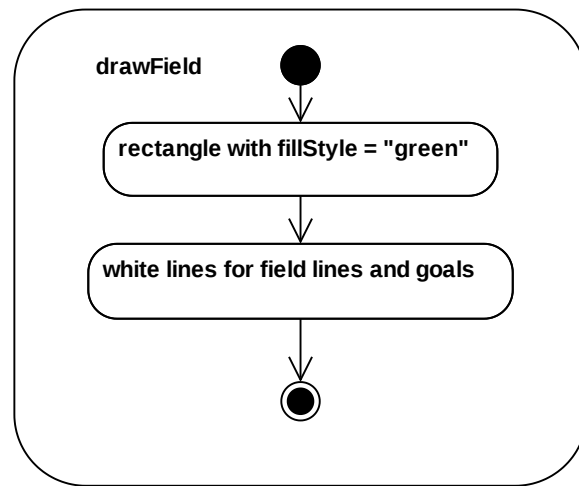 drawField
rectangle with fillStyle = "green"
white lines for field lines and goals